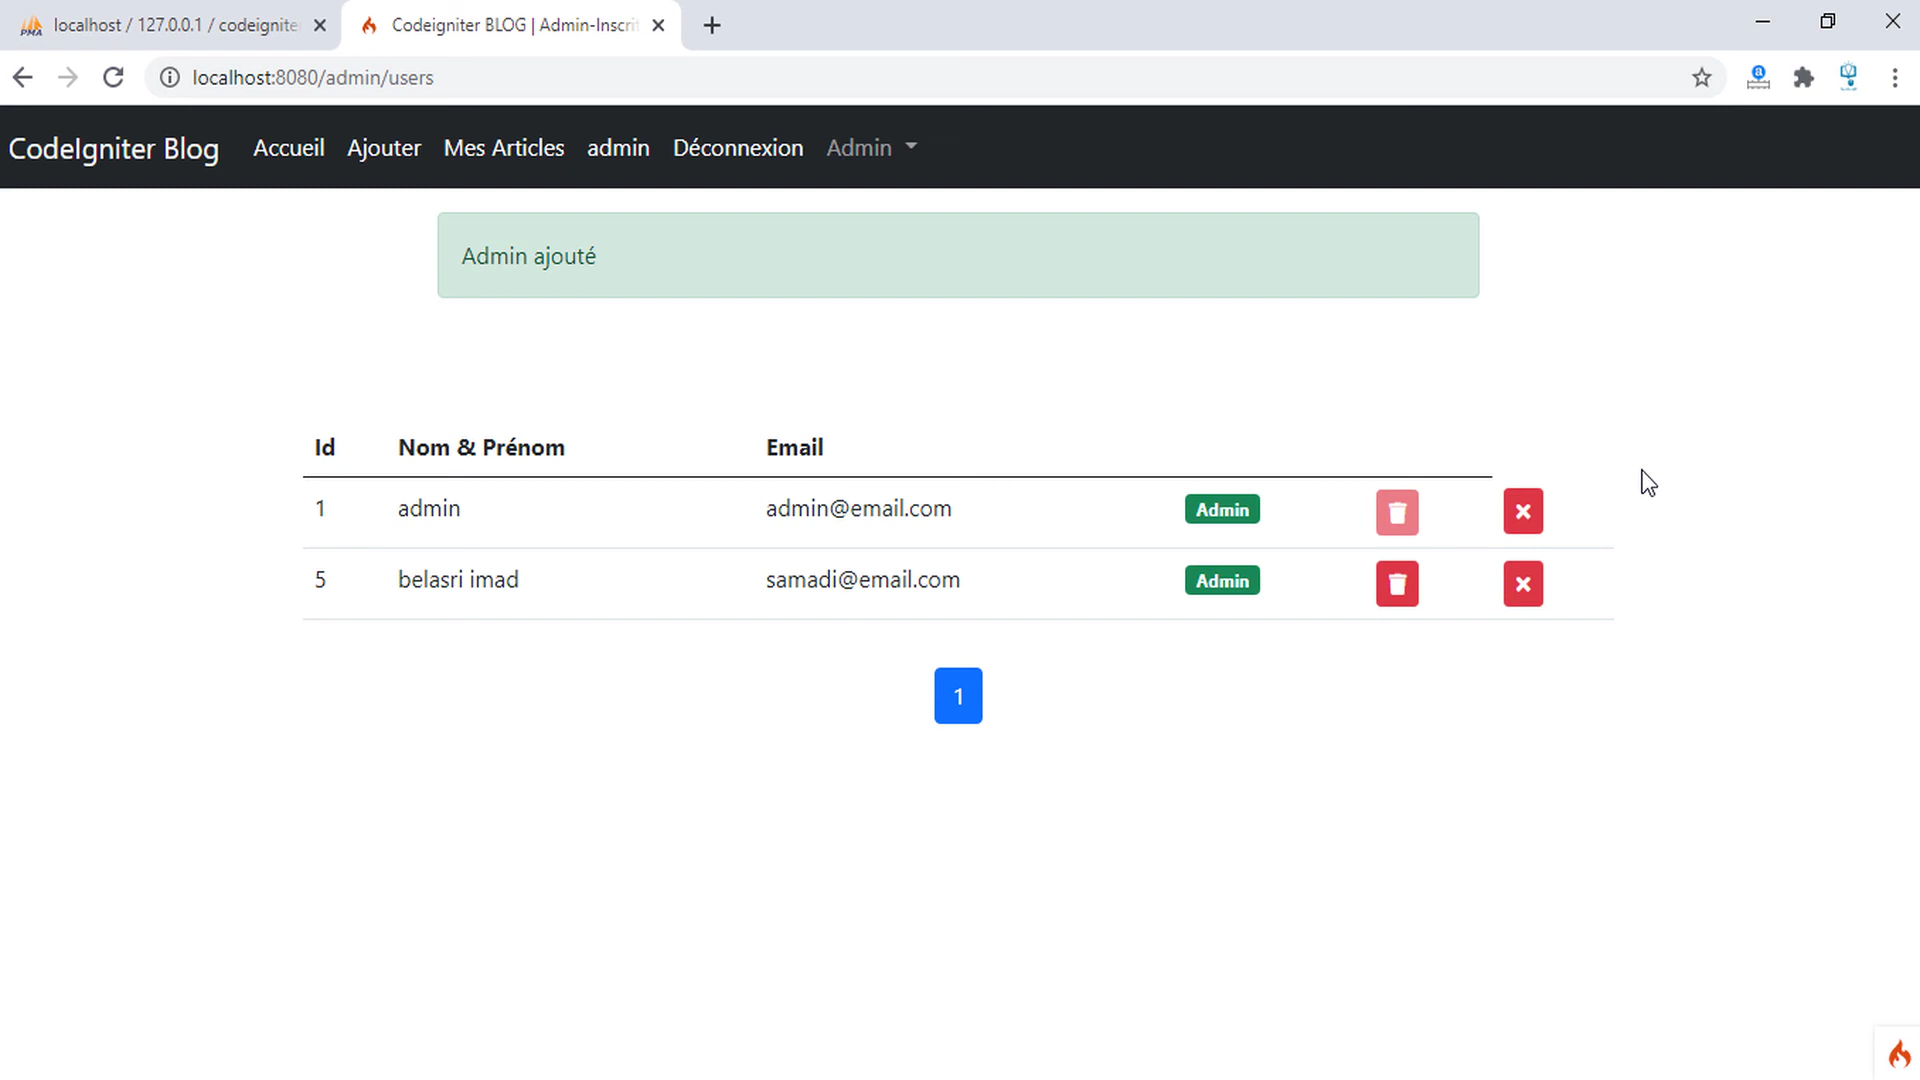 localhost / 127.0.0.1 / codeignite
Codeigniter BLOG | Admin-Inscri
localhost:8080/admin/users
CodeIgniter Blog Accueil Ajouter Mes Articles admin Déconnexion Admin
Admin ajouté
Id Nom & Prénom Email
1 admin admin@email.com Admin
5 belasri imad samadi@email.com Admin
1